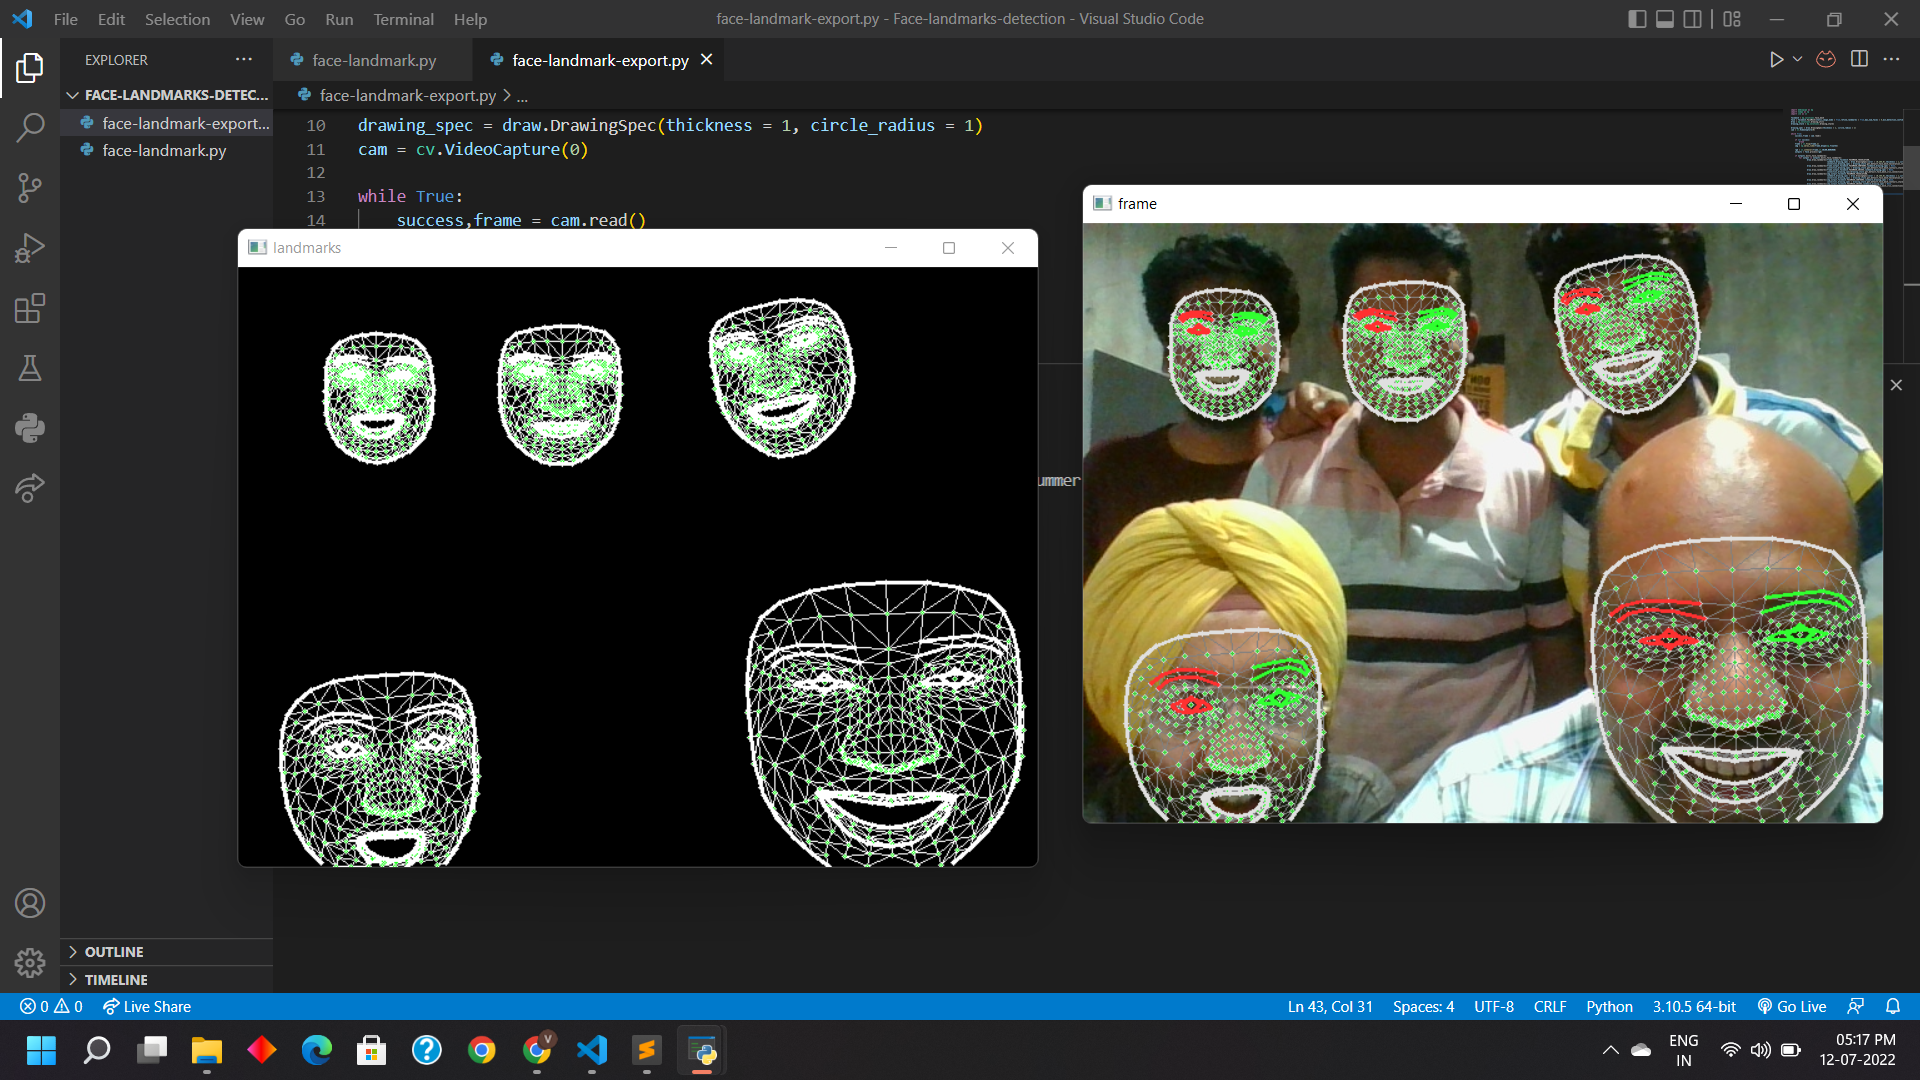 File Edit Selection View Go Run Terminal Help
face-landmark-export.py - Face-landmarks-detection - Visual Studio Code
EXPLORER
face-landmark.py
face-landmark-export.py
FACE-LANDMARKS-DETEC...
face-landmark-export.py > ...
face-landmark-export...
face-landmark.py
10 drawing_spec = draw.DrawingSpec(thickness = 1, circle_radius = 1)
11 cam = cv.VideoCapture(0)
12
13 while True:
14 success,frame = cam.read()
landmarks
frame
ummer
OUTLINE
TIMELINE
0 0 Live Share
Ln 43, Col 31 Spaces: 4 UTF-8 CRLF Python 3.10.5 64-bit Go Live
V
ENG
IN
05:17 PM
12-07-2022